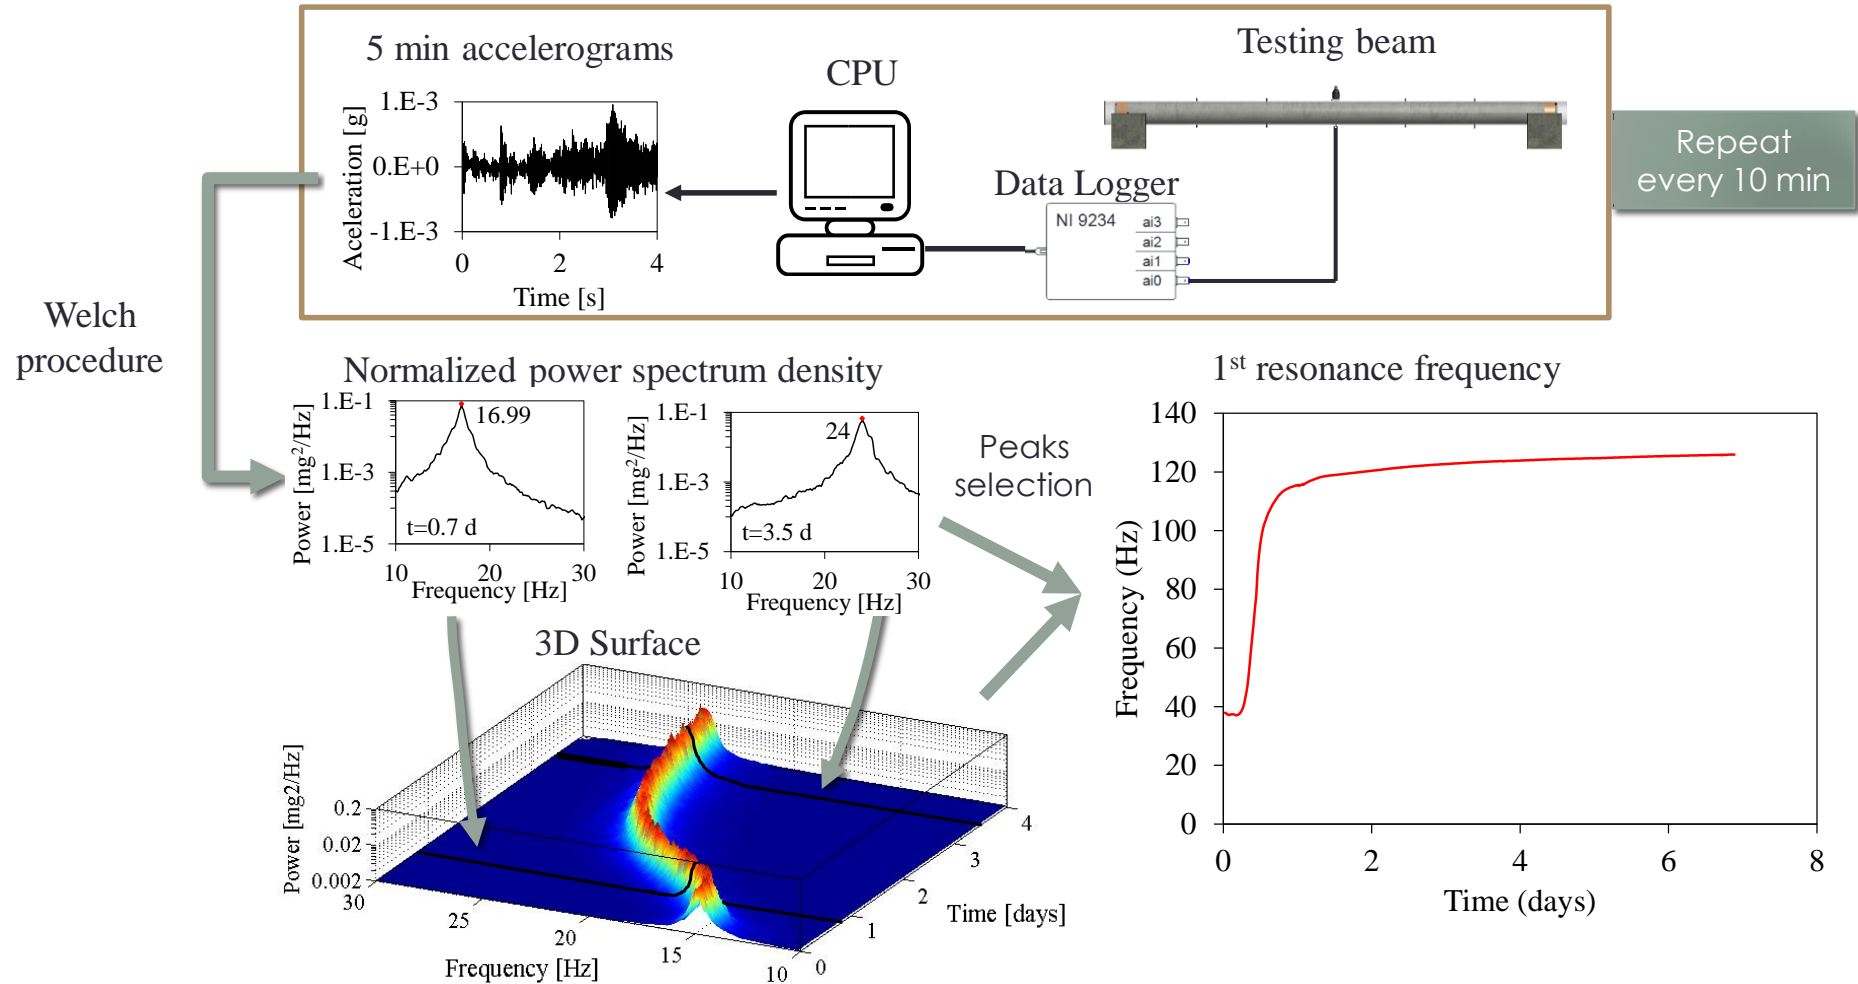 5 min accelerograms
CPU
Testing beam
1.E-3
0.E+0
-1.E-3
Aceleration [g]
0 2 4
Time [s]
Data Logger
NI 9234
ai3
ai2
ai1
ai0
Repeat
every 10 min
Welch
procedure
Normalized power spectrum density
1.E-1
1.E-3
1.E-5
Power [mg²/Hz]
16.99
t=0.7 d
10 20 30
Frequency [Hz]
1.E-1
1.E-3
1.E-5
Power [mg²/Hz]
24
t=3.5 d
10 20 30
Frequency [Hz]
Peaks
selection
3D Surface
0.2
0.02
0.002
Power [mg2/Hz]
30 25 20 15 10
Frequency [Hz]
0 1 2 3 4
Time [days]
1st resonance frequency
140
120
100
80
60
40
20
0
Frequency (Hz)
0 2 4 6 8
Time (days)